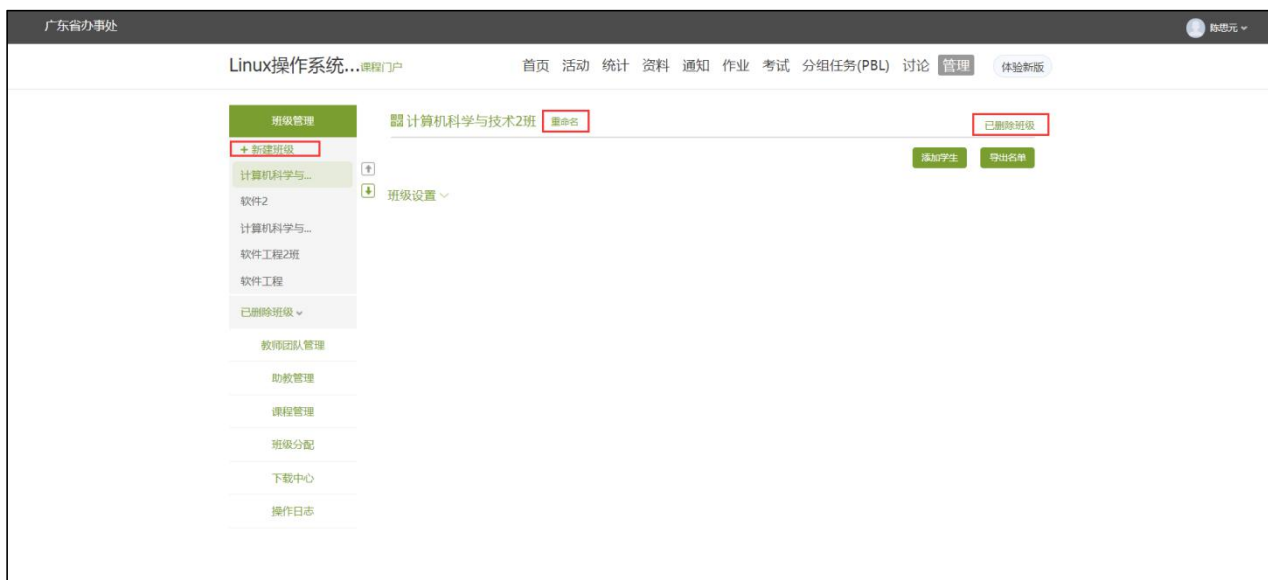 广东省办事处
陈思元
Linux操作系统...课程门户 首页 活动 统计 资料 通知 作业 考试 分组任务(PBL) 讨论 管理 体验新版
班级管理
计算机科学与技术2班 重命名
已删除班级
+ 新建班级
添加学生 导出名单
计算机科学与...
班级设置
软件2
计算机科学与...
软件工程2班
软件工程
已删除班级
教师团队管理
助教管理
课程管理
班级分配
下载中心
操作日志